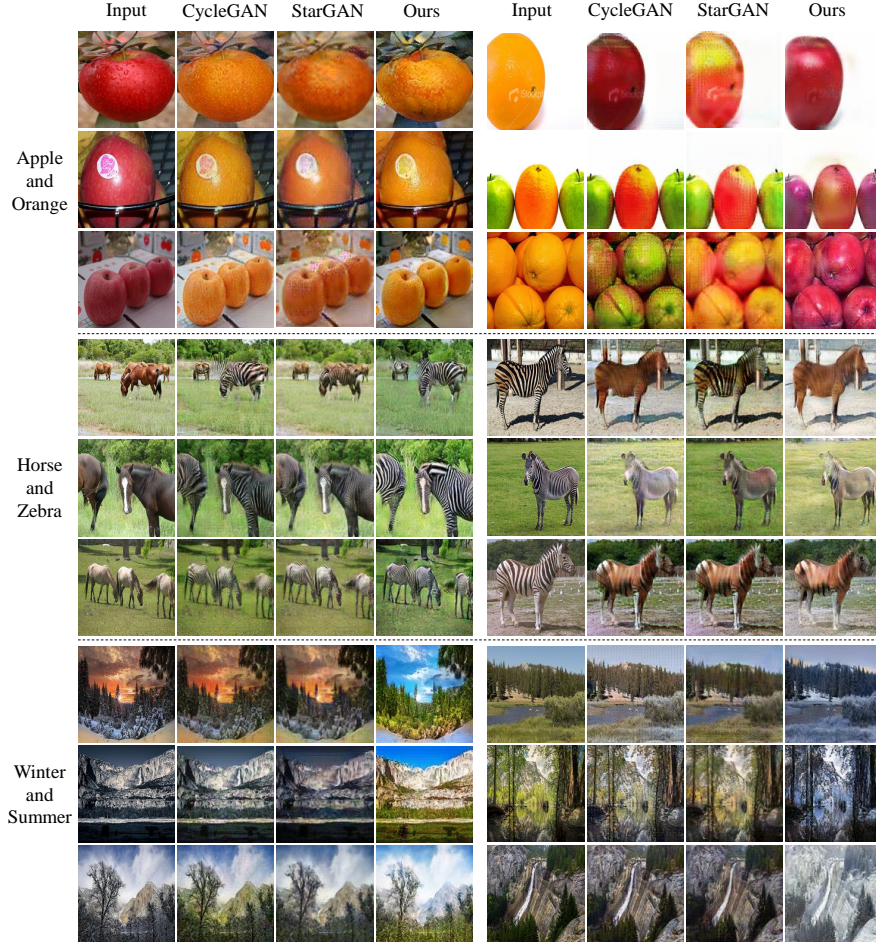 Input CycleGAN StarGAN Ours Input CycleGAN StarGAN Ours
Apple
and
Orange
Horse
and
Zebra
Winter
and
Summer